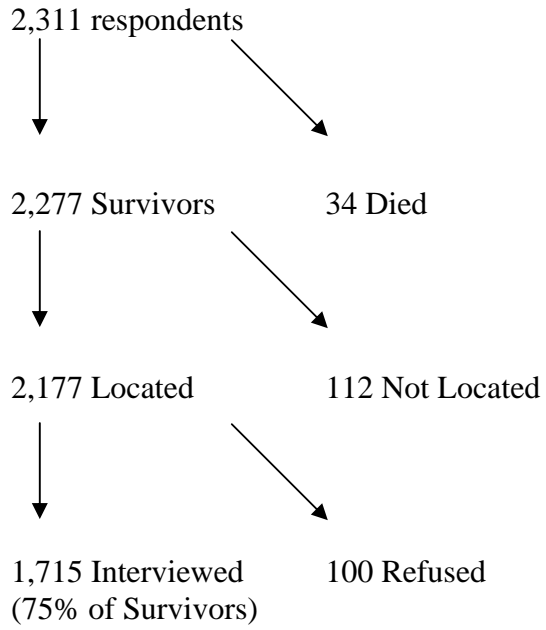 2,311 respondents
2,277 Survivors 34 Died
2,177 Located 112 Not Located
1,715 Interviewed 100 Refused
(75% of Survivors)